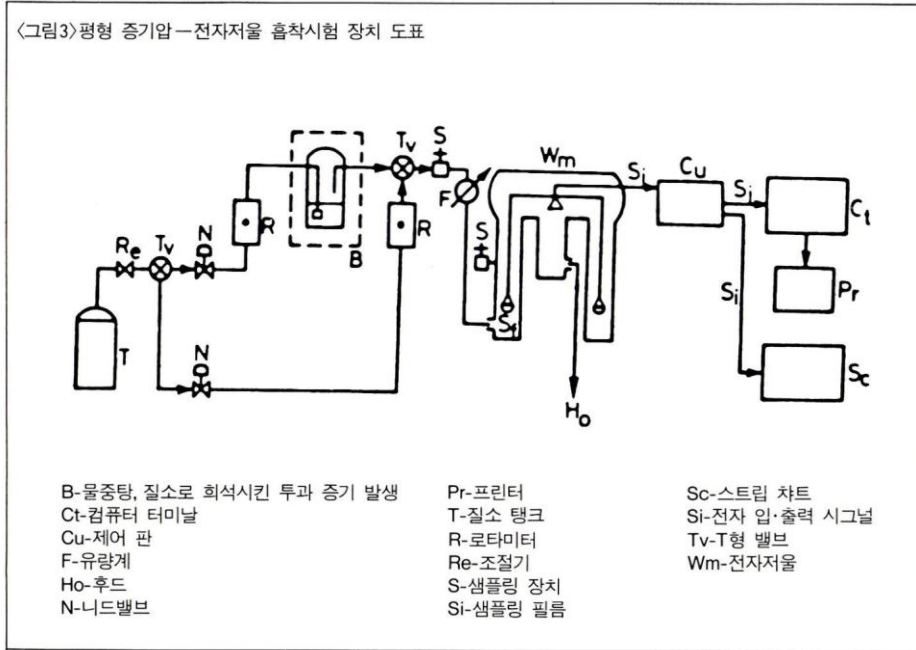 〈그림3〉평형 증기압—전자저울 흡착시험 장치 도표
Tv
S
Wm
Si
Cu
Si
Ct
F
R
R
B
S
Re
Tv
N
Pr
Si
T
Sf
N
Sc
Ho
B-물중탕, 질소로 희석시킨 투과 증기 발생
Ct-컴퓨터 터미날
Cu-제어 판
F-유량계
Ho-후드
N-니드밸브
Pr-프린터
T-질소 탱크
R-로타미터
Re-조절기
S-샘플링 장치
Si-샘플링 필름
Sc-스트립 챠트
Si-전자 입·출력 시그널
Tv-T형 밸브
Wm-전자저울